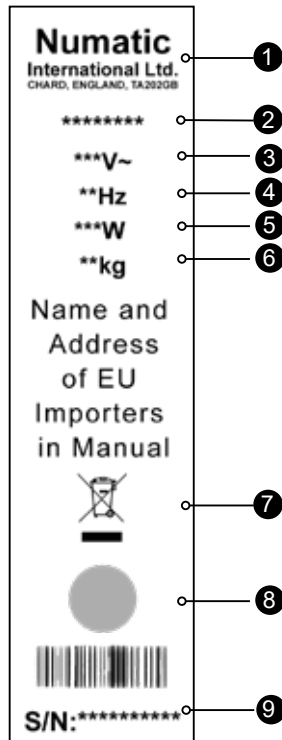 Numatic
International Ltd.
CHARD, ENGLAND, TA202GB
1
********
2
***V~
3
**Hz
4
***W
5
**kg
6
Name and
Address
of EU
Importers
in Manual
7
8
S/N:**********
9